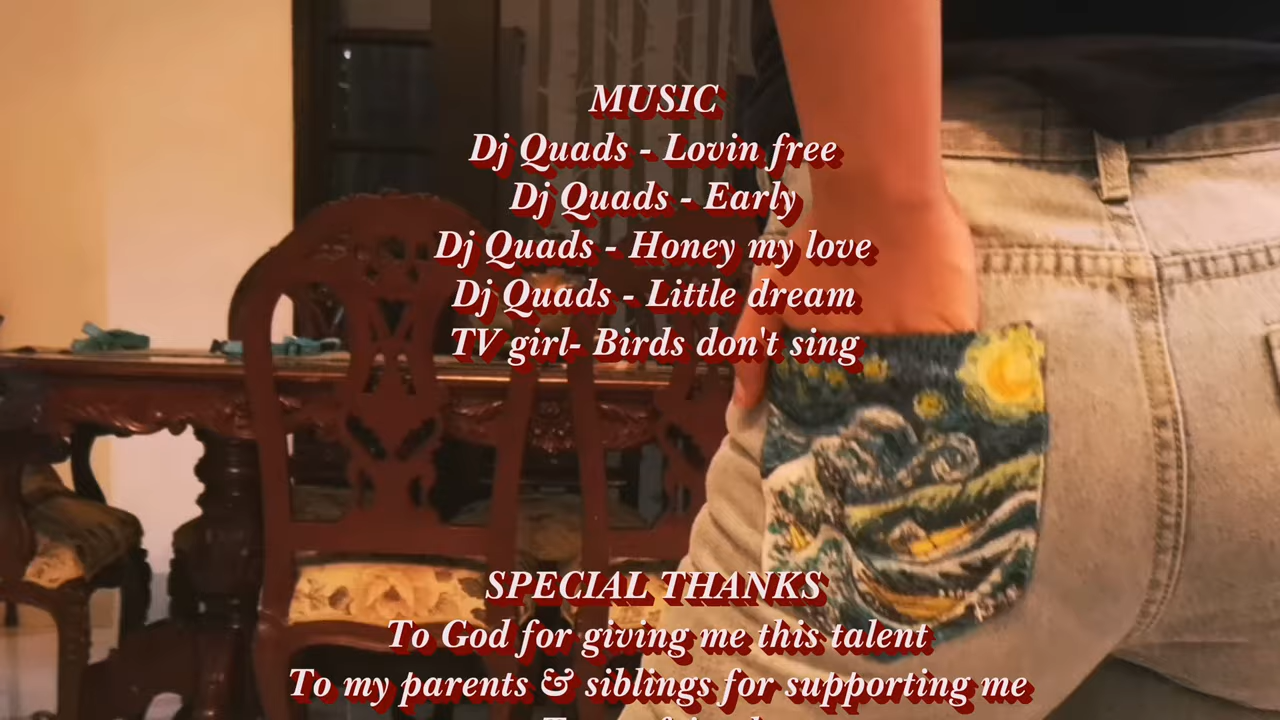 MUSIC
Dj Quads - Lovin free
Dj Quads - Early
Dj Quads - Honey my love
Dj Quads - Little dream
TV girl- Birds don't sing
SPECIAL THANKS
To God for giving me this talent
To my parents & siblings for supporting me